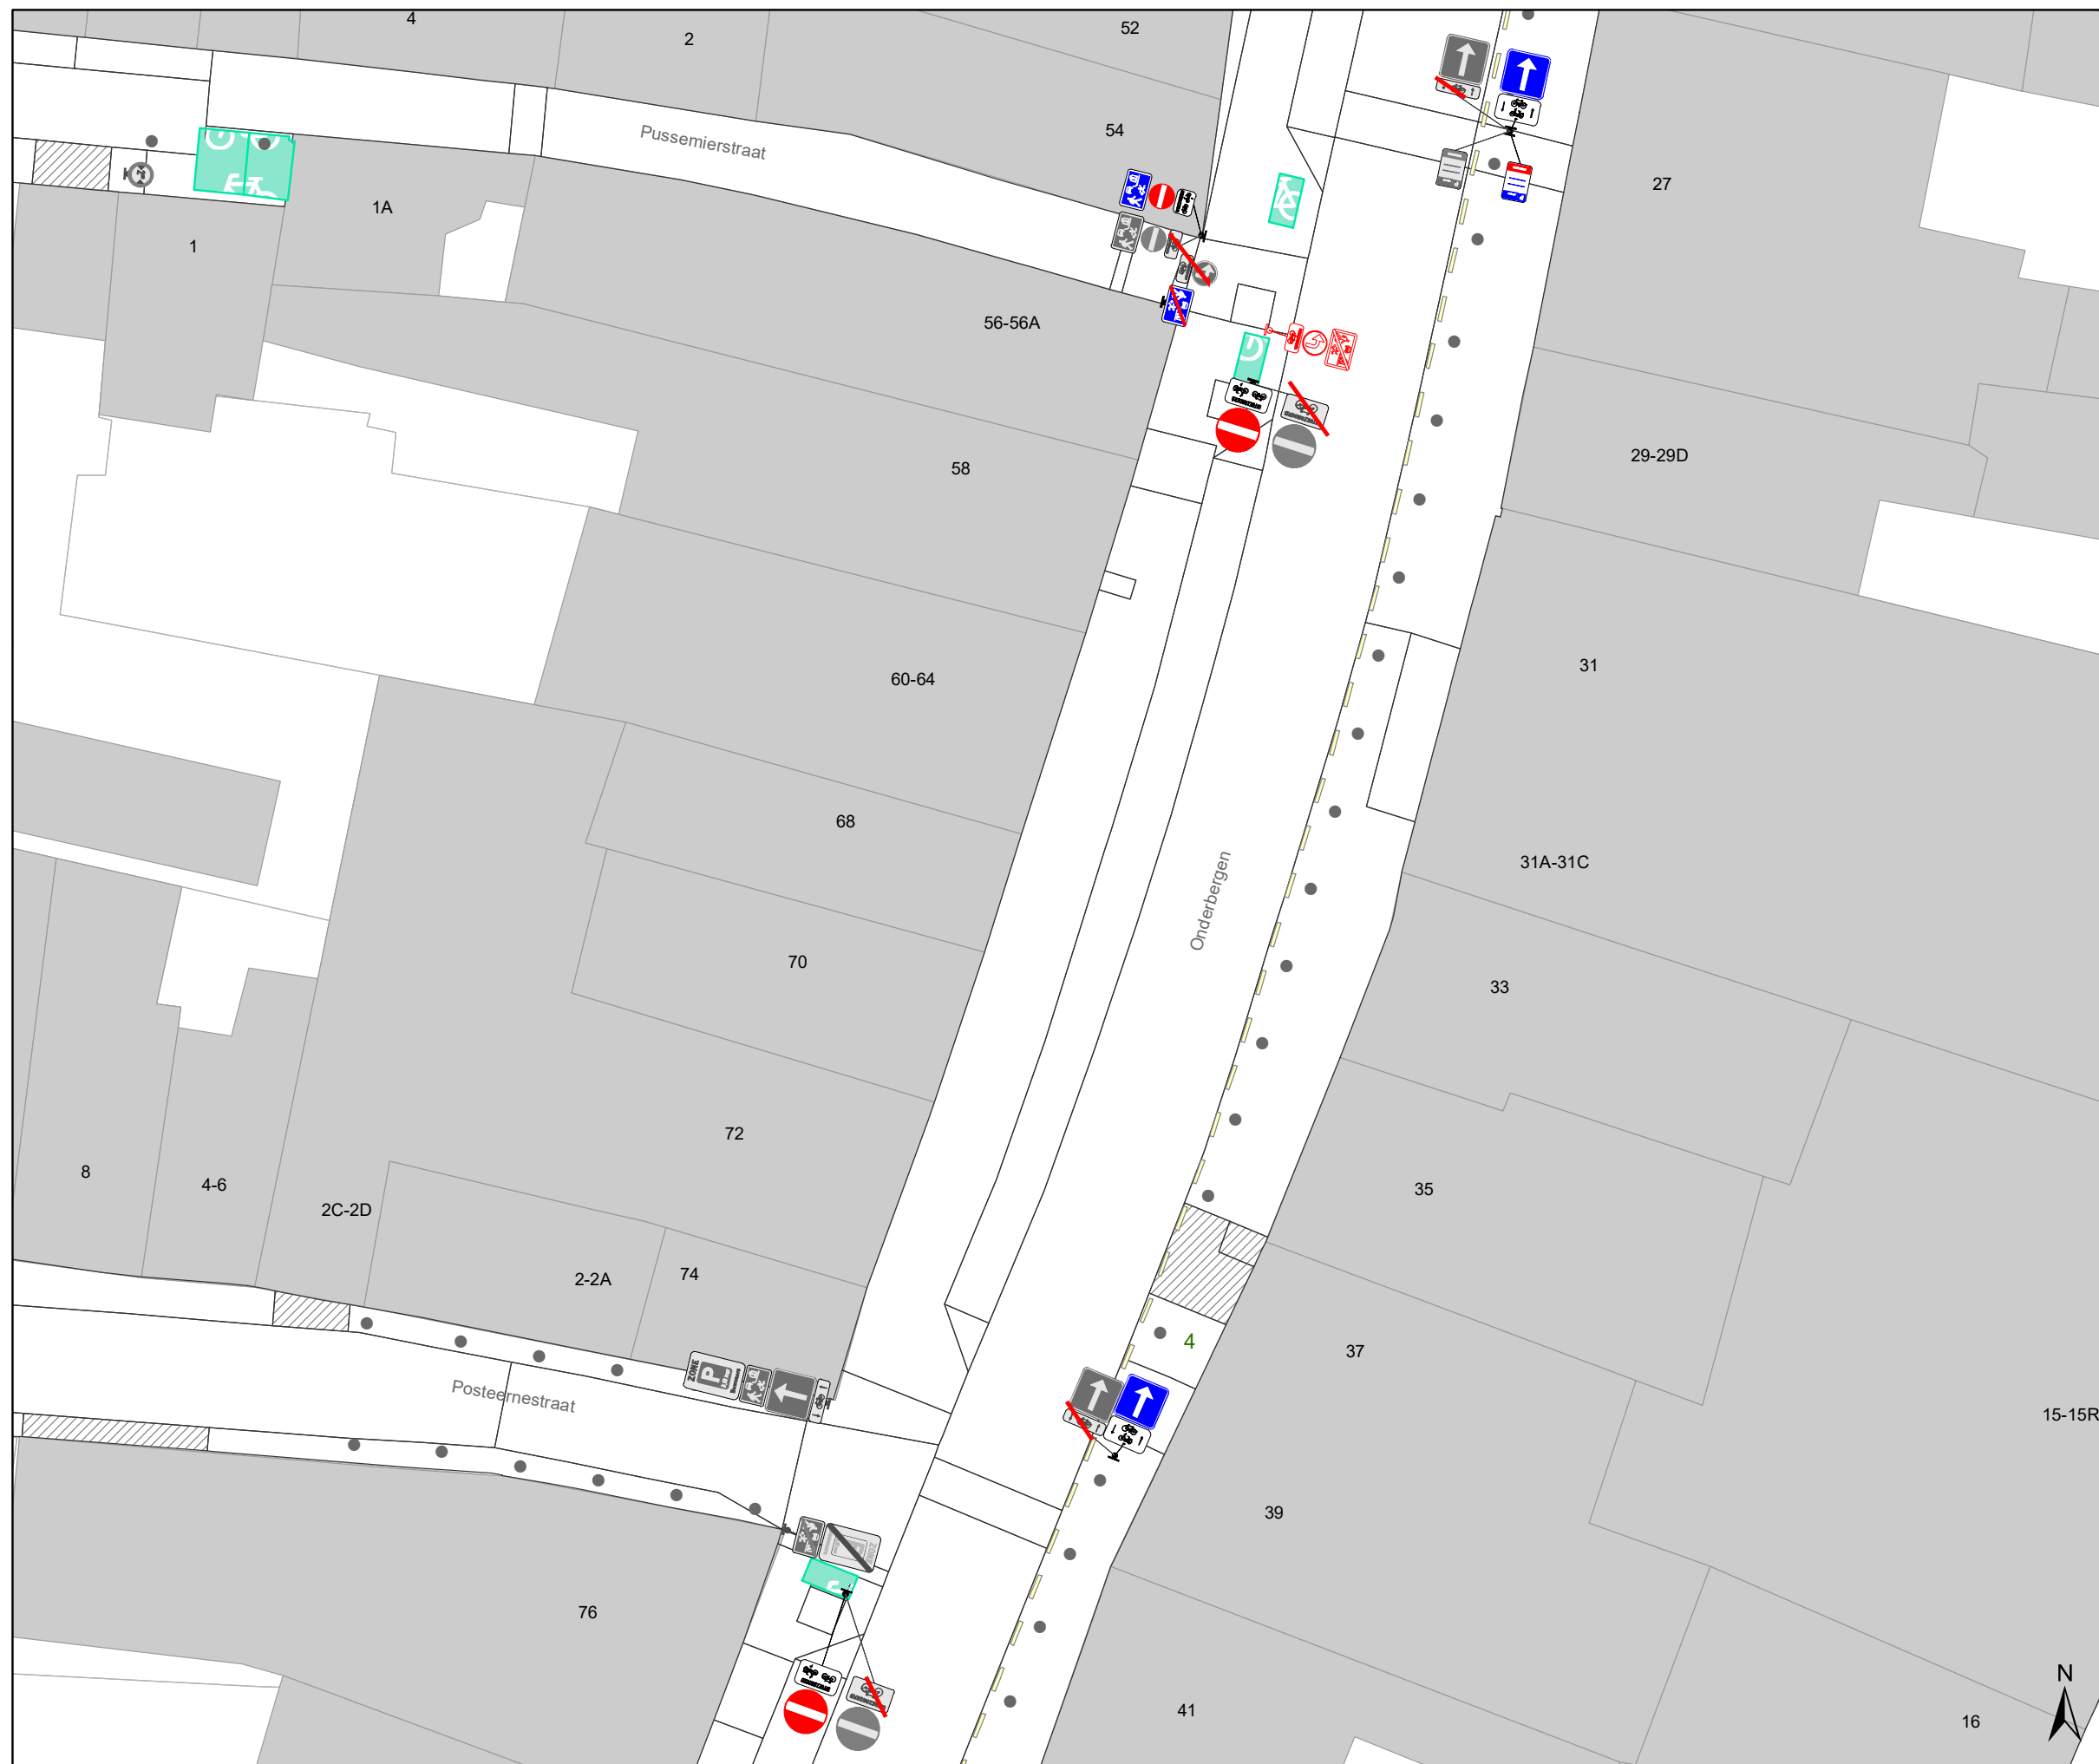 4
2
52
54
Pussemierstraat
27
1A
1
56-56A
29-29D
58
31
60-64
68
31A-31C
Onderbergen
70
33
72
8
4-6
35
2C-2D
2-2A
74
4
37
ZONE
P
Posteernestraat
15-15R
39
76
ZONE
N
41
16